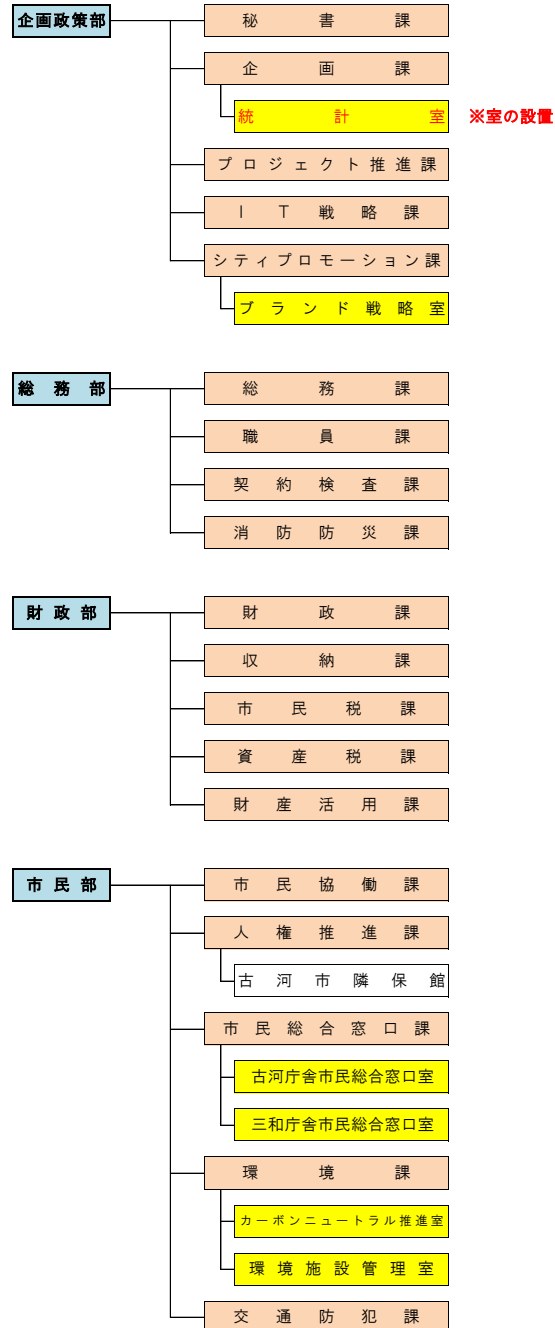 企画政策部
秘書課
企画課
統計室 ※室の設置
プロジェクト推進課
ＩＴ戦略課
シティプロモーション課
ブランド戦略室
総務部
総務課
職員課
契約検査課
消防防災課
財政部
財政課
収納課
市民税課
資産税課
財産活用課
市民部
市民協働課
人権推進課
古河市隣保館
市民総合窓口課
古河庁舎市民総合窓口室
三和庁舎市民総合窓口室
環境課
カーボンニュートラル推進室
環境施設管理室
交通防犯課